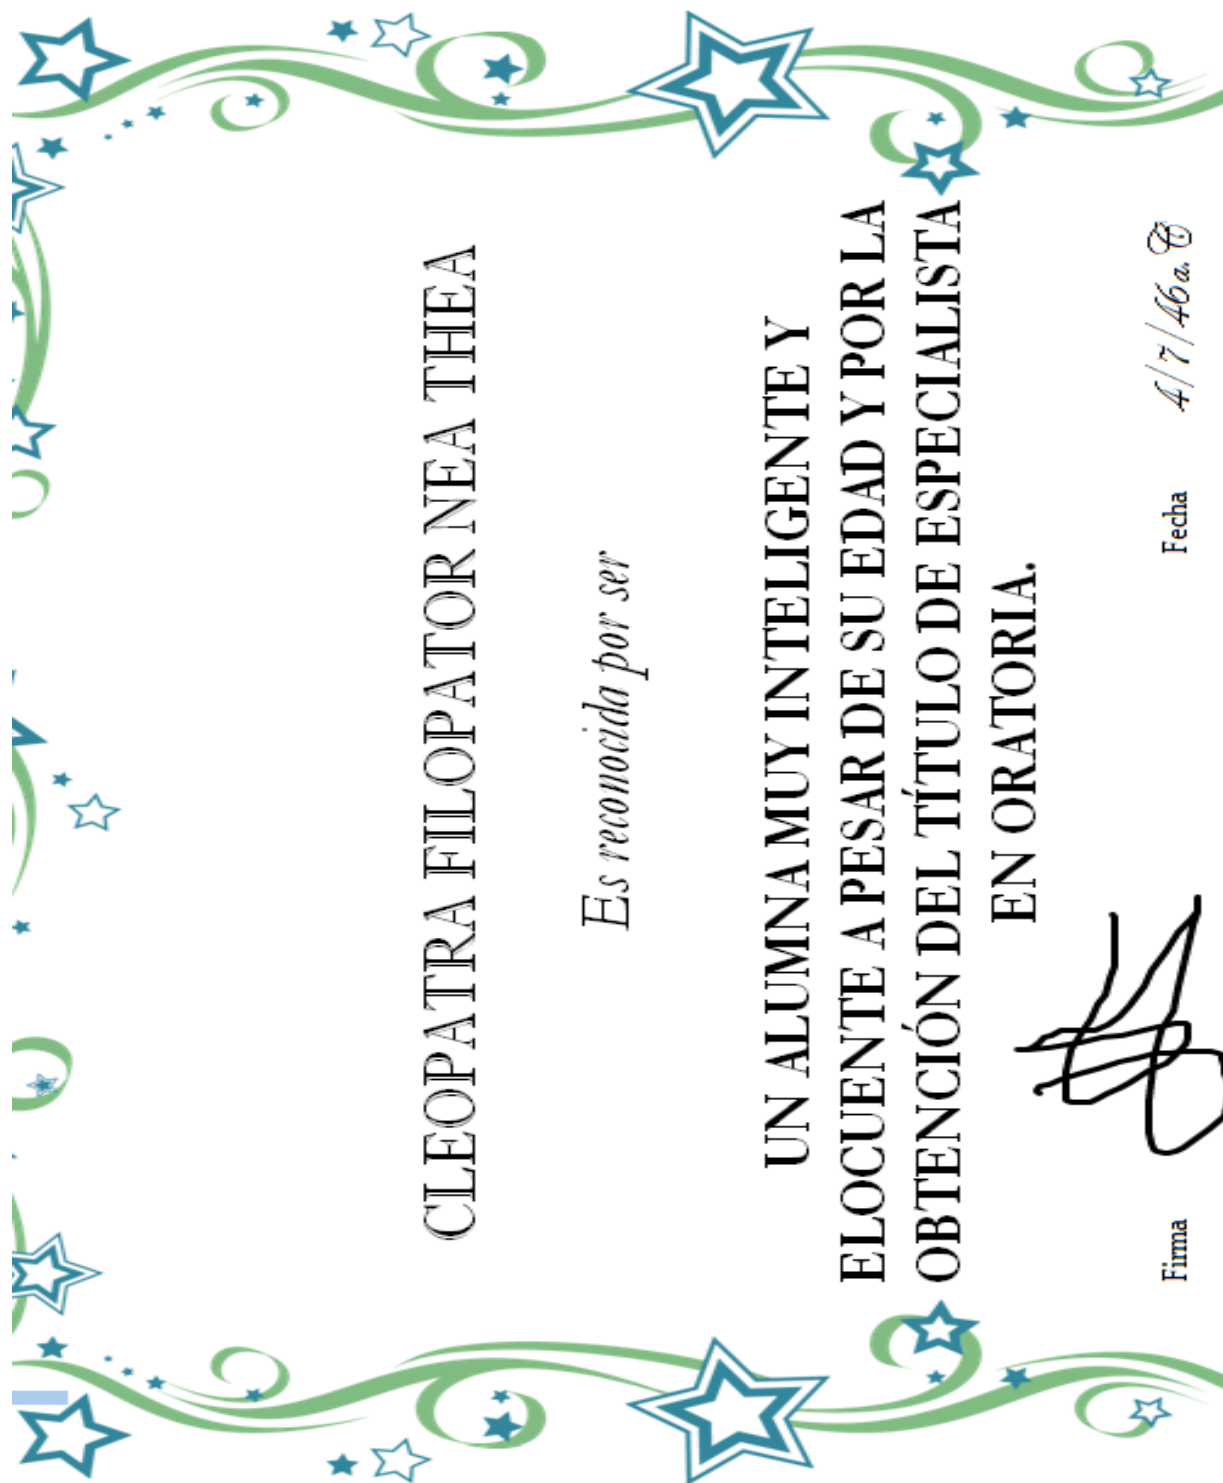 CLEOPATRA FILOPATOR NEA THEA
Es reconocida por ser
UN ALUMNA MUY INTELIGENTE Y
ELOCUENTE A PESAR DE SU EDAD Y POR LA
OBTENCIÓN DEL TÍTULO DE ESPECIALISTA
EN ORATORIA.
Firma
Fecha 4/7/46 a.C